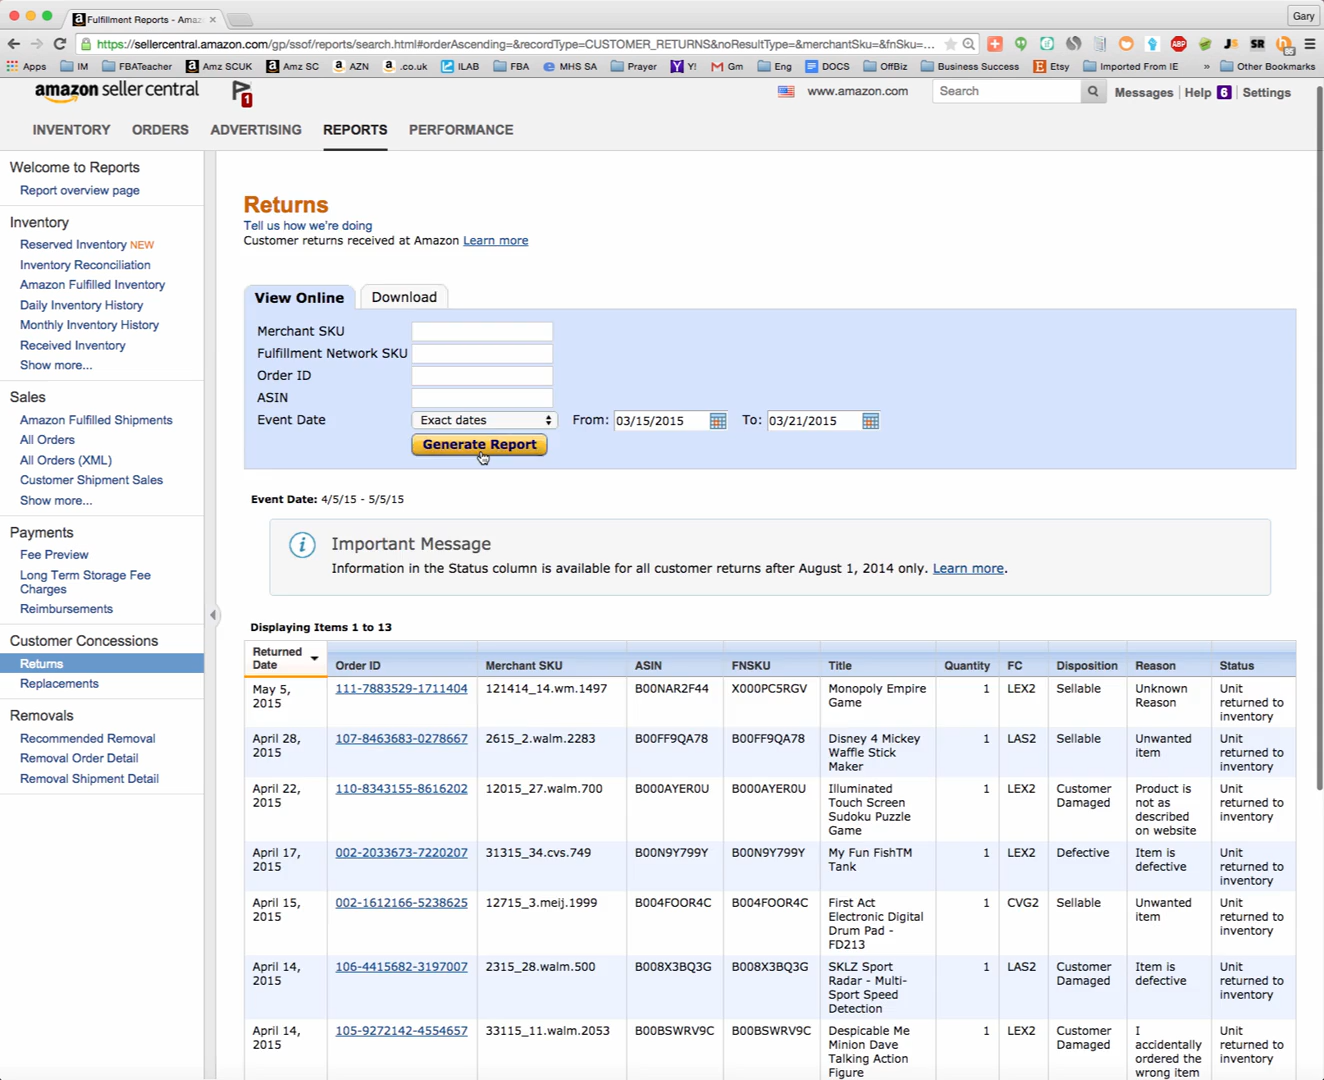 Fulfillment Reports - Amaz
Gary
https://sellercentral.amazon.com/gp/ssof/reports/search.html#orderAscending=&recordType=CUSTOMER_RETURNS&noResultType=&merchantSku=&fnSku=...
Apps IM FBATeacher Amz SCUK Amz SC AZN .co.uk ILAB FBA MHS SA Prayer Y! Gm Eng DOCS OffBiz Business Success Etsy Imported From IE » Other Bookmarks
amazon seller central 1
www.amazon.com Search Messages Help 6 Settings
INVENTORY ORDERS ADVERTISING REPORTS PERFORMANCE
Welcome to Reports
Report overview page
Inventory
Reserved Inventory NEW
Inventory Reconciliation
Amazon Fulfilled Inventory
Daily Inventory History
Monthly Inventory History
Received Inventory
Show more...
Sales
Amazon Fulfilled Shipments
All Orders
All Orders (XML)
Customer Shipment Sales
Show more...
Payments
Fee Preview
Long Term Storage Fee
Charges
Reimbursements
Customer Concessions
Returns
Replacements
Removals
Recommended Removal
Removal Order Detail
Removal Shipment Detail
Returns
Tell us how we're doing
Customer returns received at Amazon Learn more
View Online Download
Merchant SKU
Fulfillment Network SKU
Order ID
ASIN
Event Date Exact dates From: 03/15/2015 To: 03/21/2015
Generate Report
Event Date: 4/5/15 - 5/5/15
Important Message
Information in the Status column is available for all customer returns after August 1, 2014 only. Learn more.
Displaying Items 1 to 13
Returned
Date Order ID Merchant SKU ASIN FNSKU Title Quantity FC Disposition Reason Status
May 5, 111-7883529-1711404 121414_14.wm.1497 B00NAR2F44 X000PC5RGV Monopoly Empire 1 LEX2 Sellable Unknown Unit
2015 Game Reason returned to
inventory
April 28, 107-8463683-0278667 2615_2.walm.2283 B00FF9QA78 B00FF9QA78 Disney 4 Mickey 1 LAS2 Sellable Unwanted Unit
2015 Waffle Stick item returned to
Maker inventory
April 22, 110-8343155-8616202 12015_27.walm.700 B000AYER0U B000AYER0U Illuminated 1 LEX2 Customer Product is Unit
2015 Touch Screen Damaged not as returned to
Sudoku Puzzle described inventory
Game on website
April 17, 002-2033673-7220207 31315_34.cvs.749 B00N9Y799Y B00N9Y799Y My Fun FishTM 1 LEX2 Defective Item is Unit
2015 Tank defective returned to
inventory
April 15, 002-1612166-5238625 12715_3.meij.1999 B004FOOR4C B004FOOR4C First Act 1 CVG2 Sellable Unwanted Unit
2015 Electronic Digital item returned to
Drum Pad - inventory
FD213
April 14, 106-4415682-3197007 2315_28.walm.500 B008X3BQ3G B008X3BQ3G SKLZ Sport 1 LAS2 Customer Item is Unit
2015 Radar - Multi- Damaged defective returned to
Sport Speed inventory
Detection
April 14, 105-9272142-4554657 33115_11.walm.2053 B00BSWRV9C B00BSWRV9C Despicable Me 1 LEX2 Customer I Unit
2015 Minion Dave Damaged accidentally returned to
Talking Action ordered the inventory
Figure wrong item